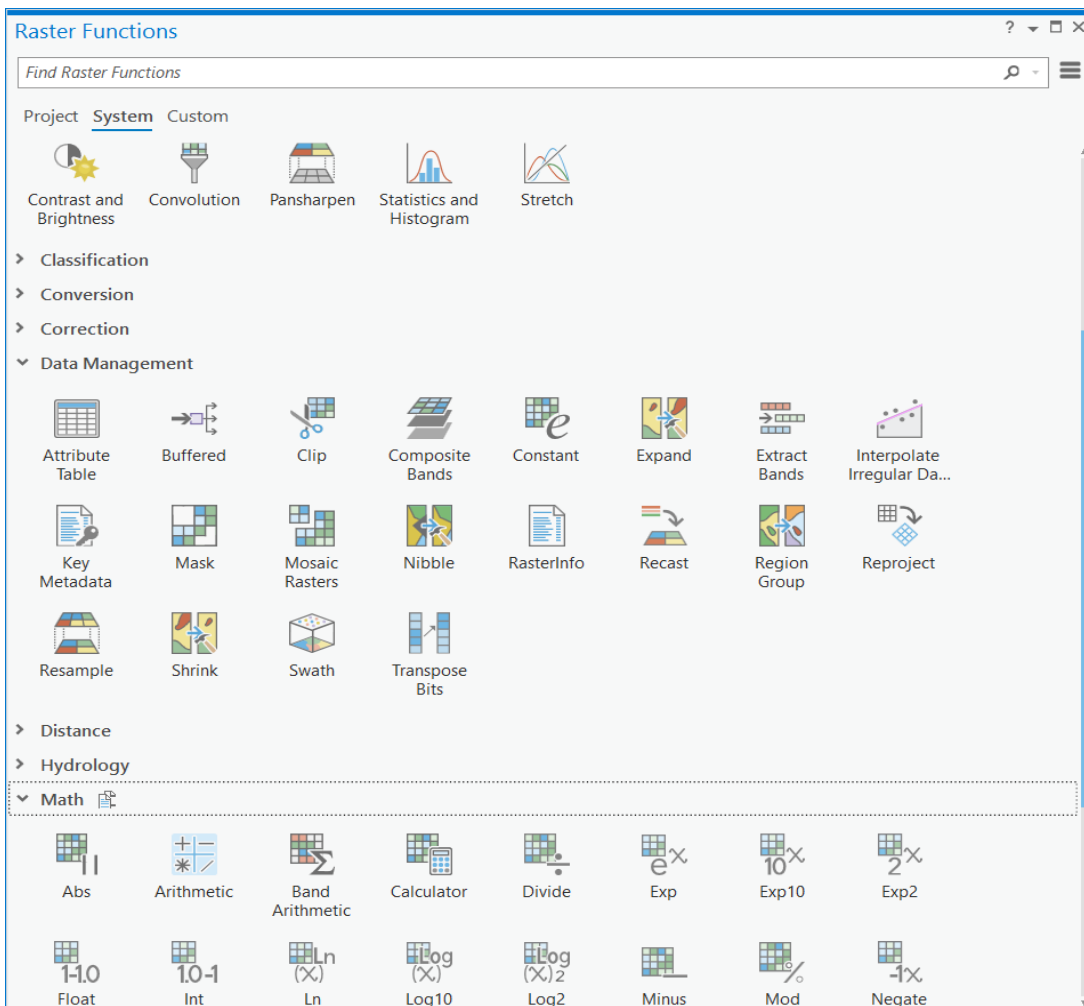 Raster Functions
?
Find Raster Functions
Project System Custom
Contrast and Convolution Pansharpen Statistics and Stretch
Brightness Histogram
Classification
Conversion
Correction
Data Management
Attribute Buffered Clip Composite Constant Expand Extract Interpolate
Table Bands Bands Irregular Da...
Key Mask Mosaic Nibble RasterInfo Recast Region Reproject
Metadata Rasters Group
Resample Shrink Swath Transpose
Bits
Distance
Hydrology
Math
Abs Arithmetic Band Calculator Divide Exp Exp10 Exp2
Arithmetic
Float Int Ln Log10 Log2 Minus Mod Negate